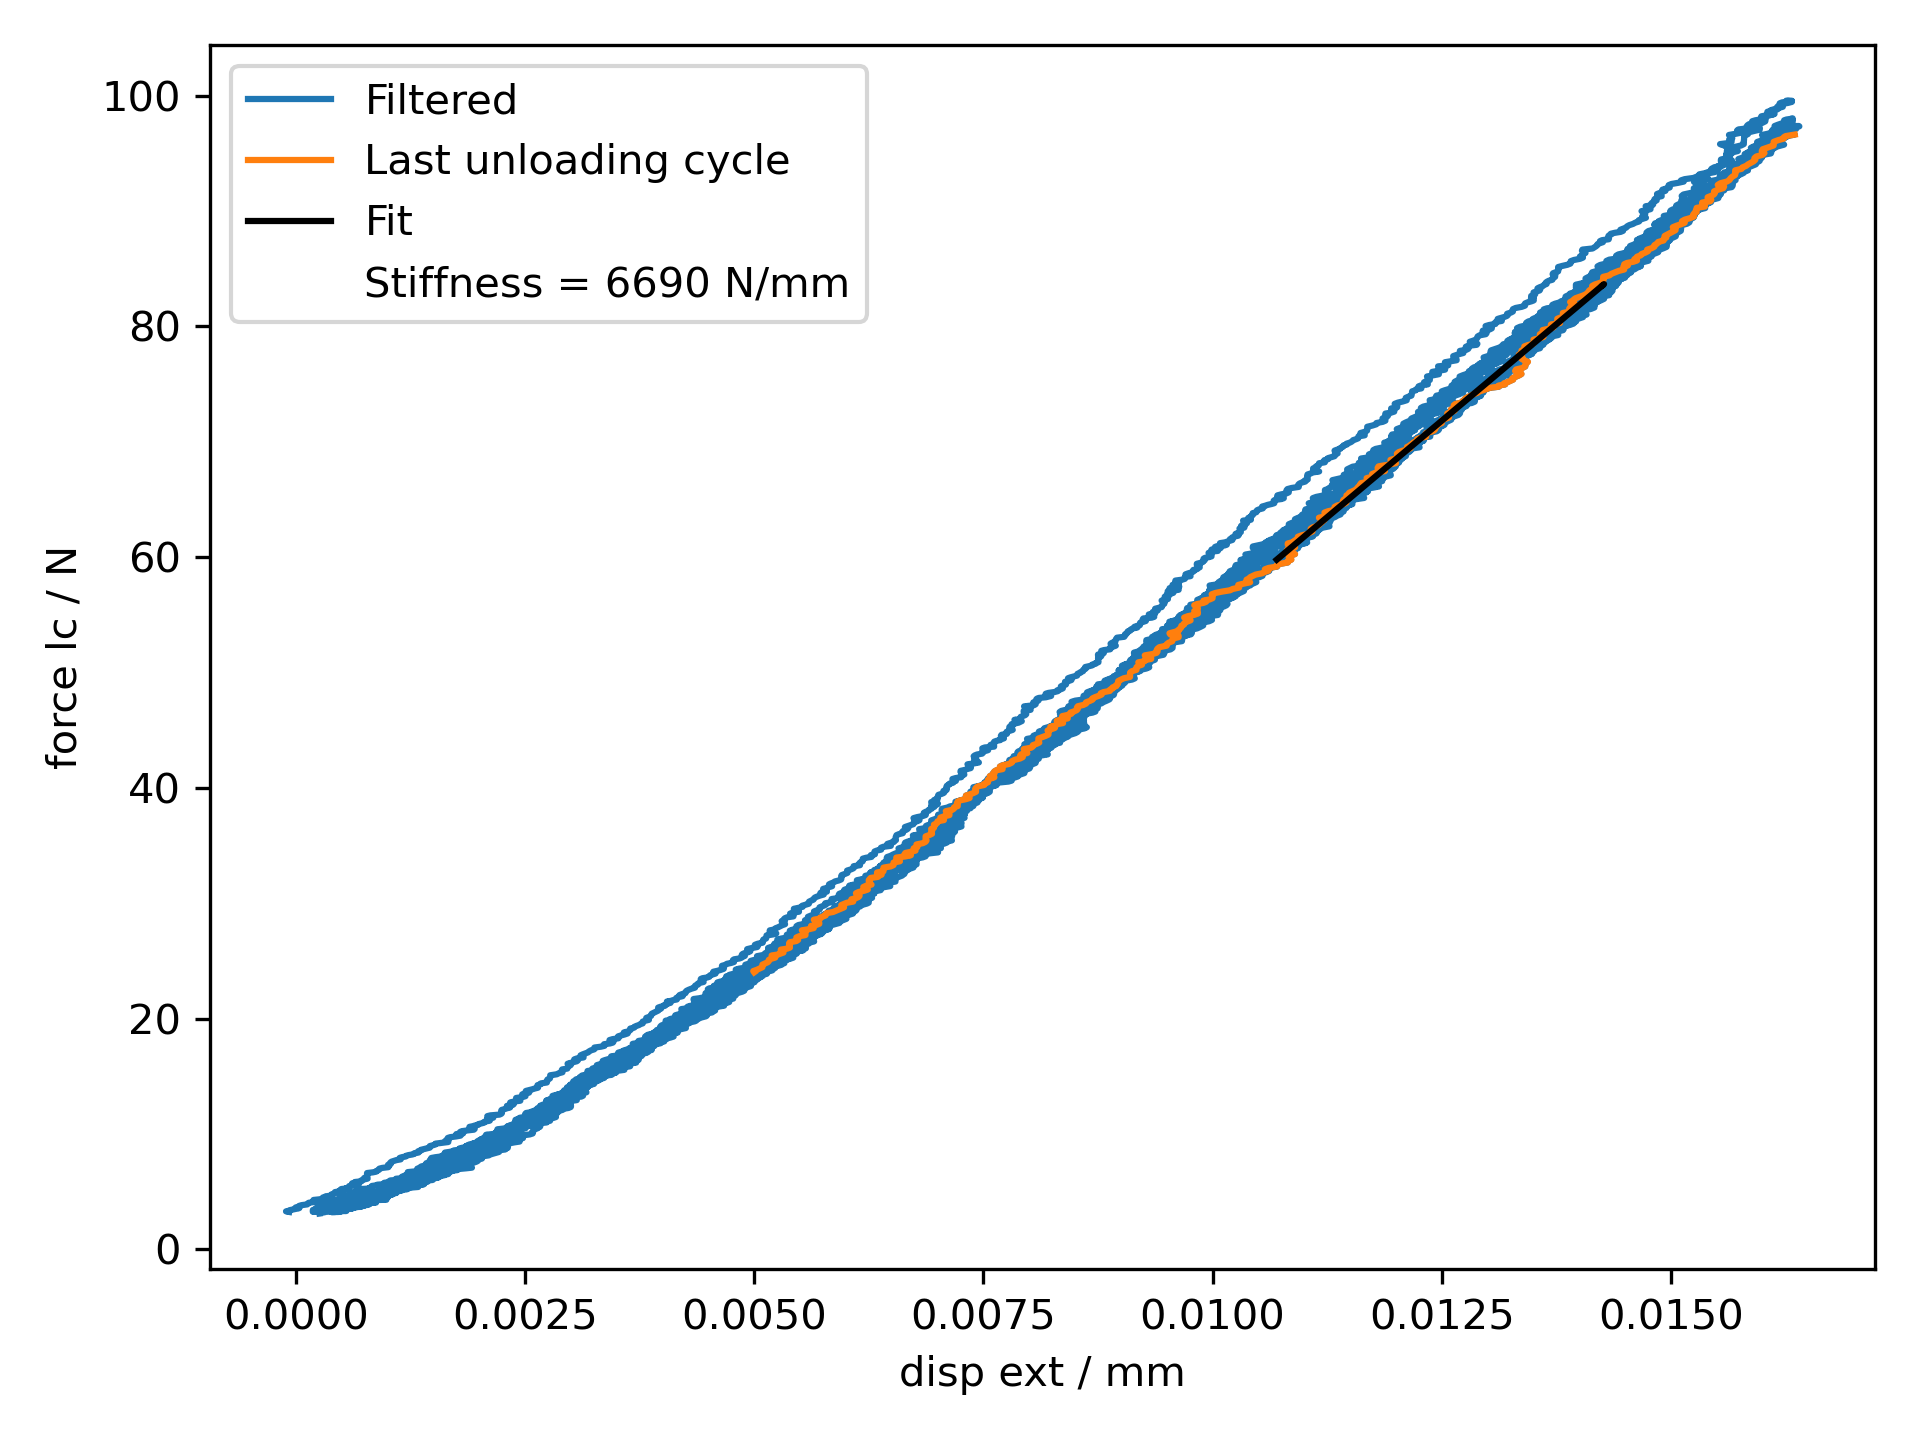 Filtered
Last unloading cycle
Fit
Stiffness = 6690 N/mm
force lc / N
100
80
60
40
20
0
0.0000 0.0025 0.0050 0.0075 0.0100 0.0125 0.0150
disp ext / mm